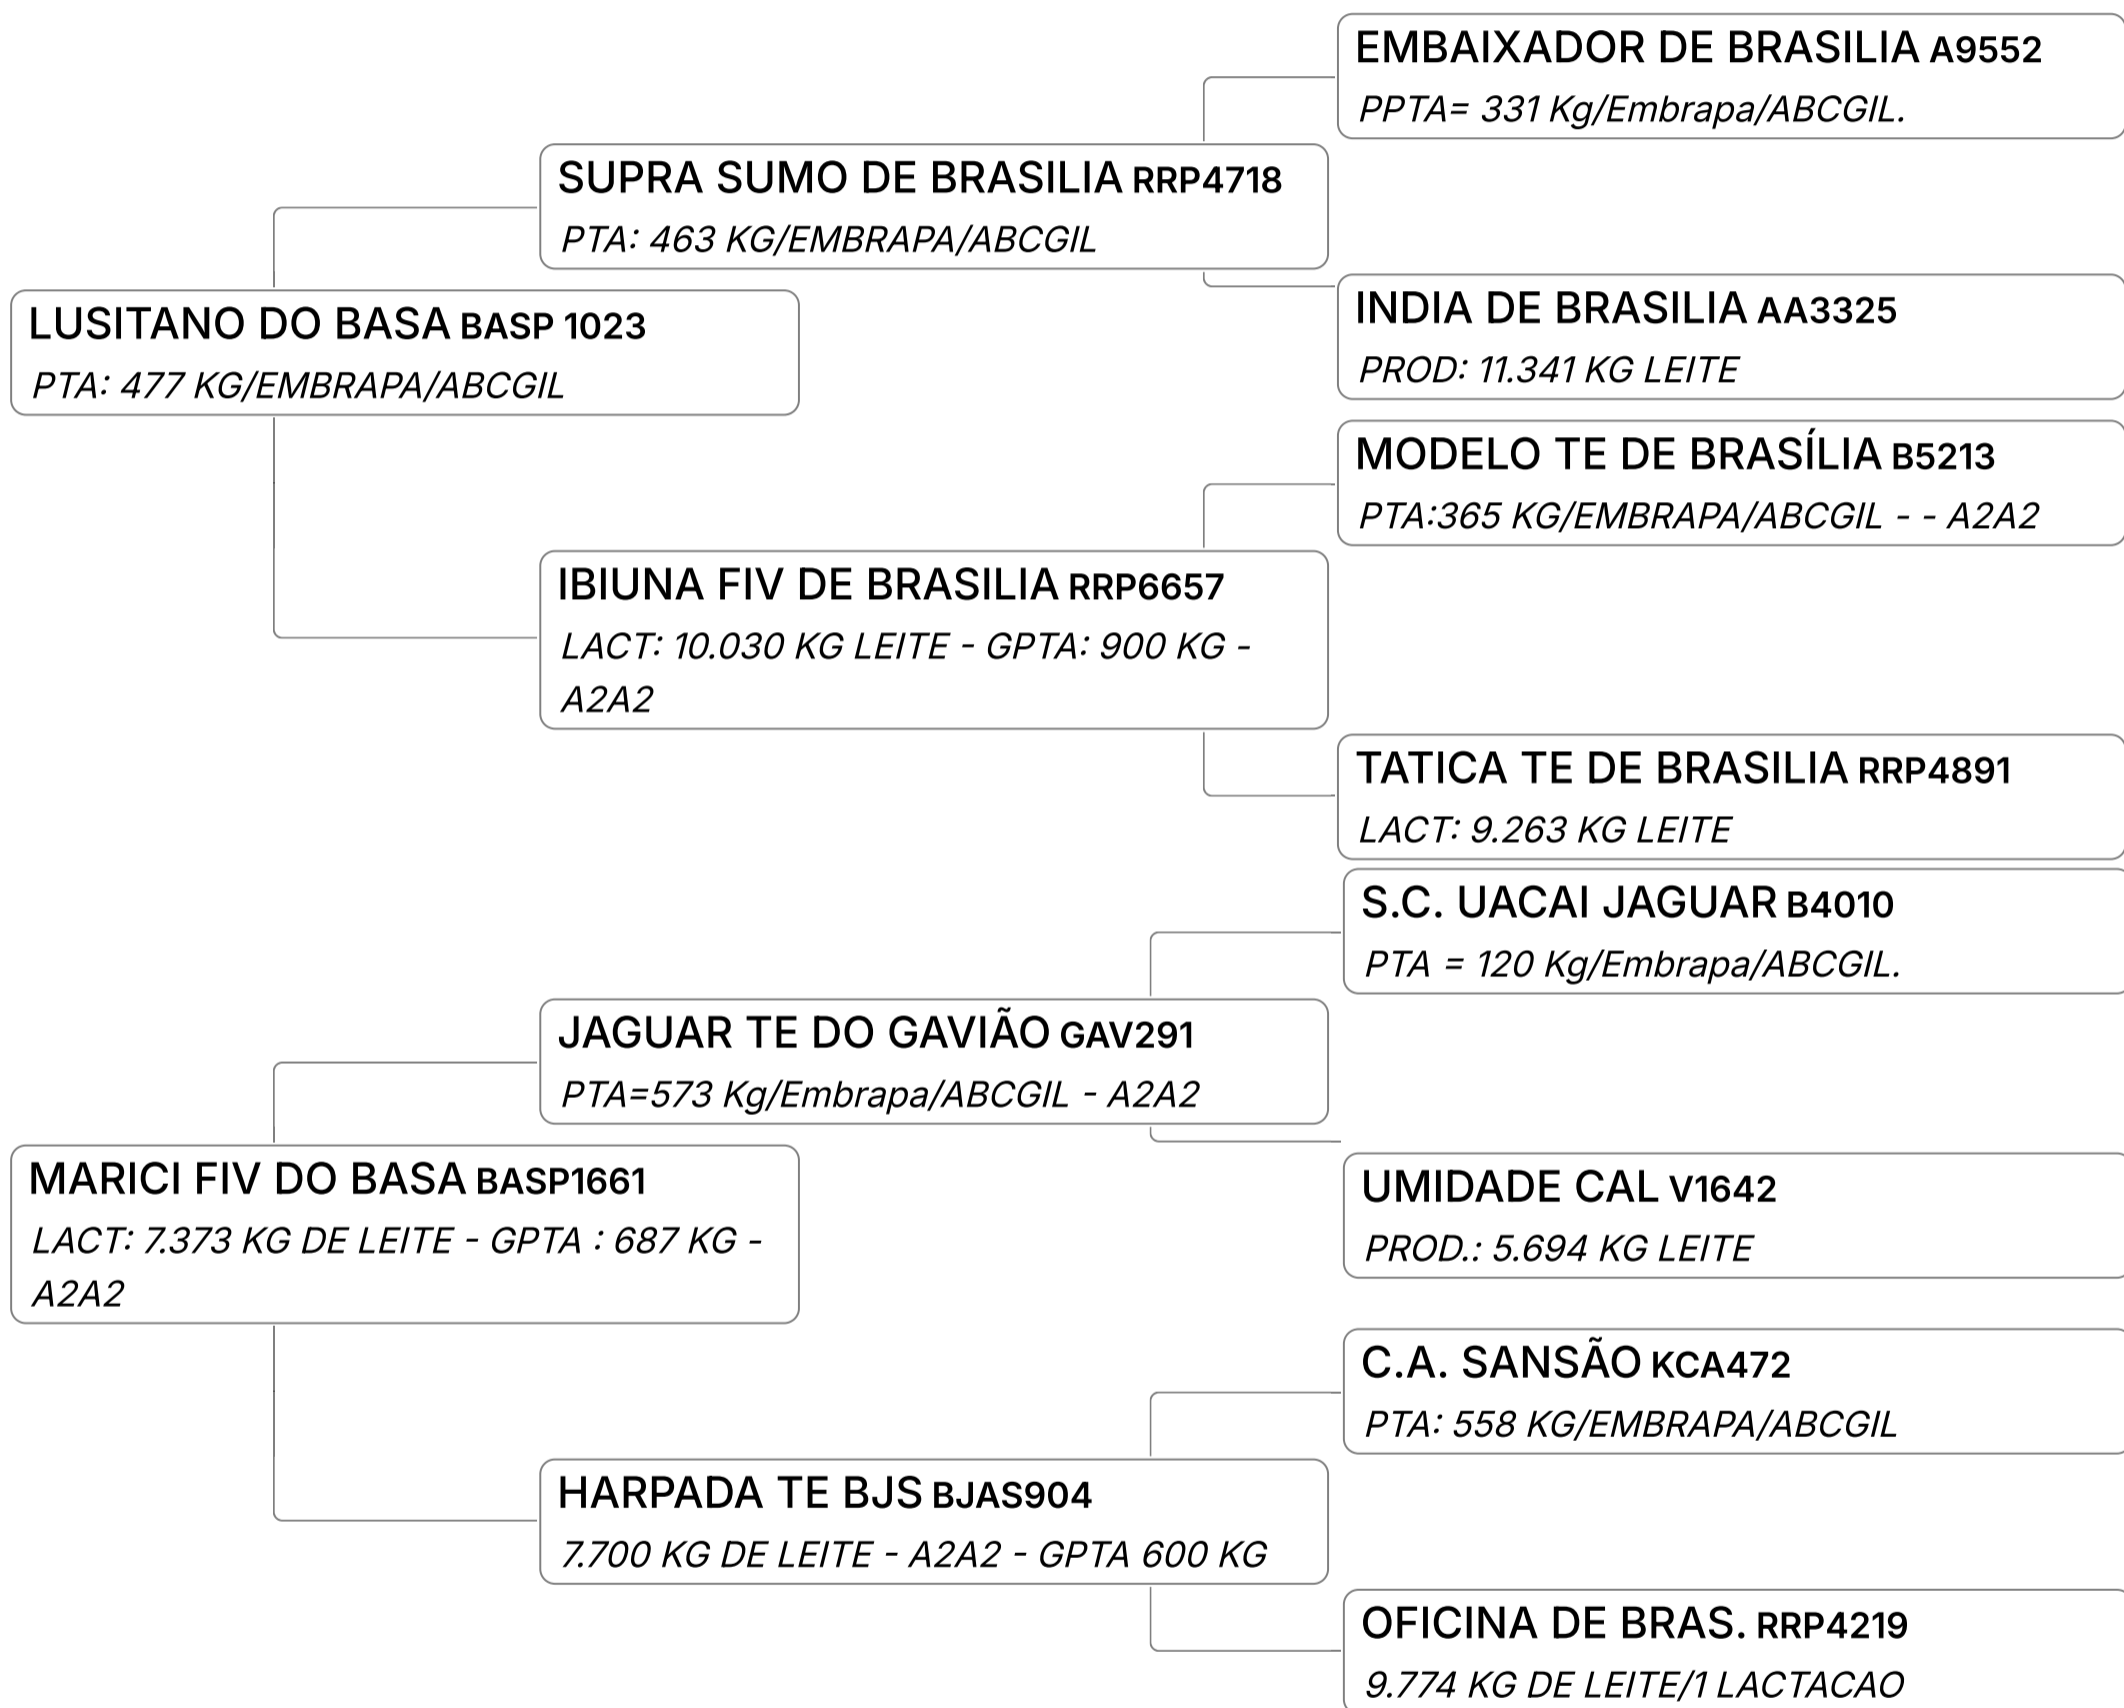 EMBAIXADOR DE BRASILIA A9552
PPTA= 331 Kg/Embrapa/ABCGIL.
SUPRA SUMO DE BRASILIA RRP4718
PTA: 463 KG/EMBRAPA/ABCGIL
INDIA DE BRASILIA AA3325
PROD: 11.341 KG LEITE
LUSITANO DO BASA BASP 1023
PTA: 477 KG/EMBRAPA/ABCGIL
MODELO TE DE BRASÍLIA B5213
PTA:365 KG/EMBRAPA/ABCGIL - - A2A2
IBIUNA FIV DE BRASILIA RRP6657
LACT: 10.030 KG LEITE - GPTA: 900 KG -
A2A2
TATICA TE DE BRASILIA RRP4891
LACT: 9.263 KG LEITE
S.C. UACAI JAGUAR B4010
PTA = 120 Kg/Embrapa/ABCGIL.
JAGUAR TE DO GAVIÃO GAV291
PTA=573 Kg/Embrapa/ABCGIL - A2A2
UMIDADE CAL V1642
PROD.: 5.694 KG LEITE
MARICI FIV DO BASA BASP1661
LACT: 7.373 KG DE LEITE - GPTA : 687 KG -
A2A2
C.A. SANSÃO KCA472
PTA: 558 KG/EMBRAPA/ABCGIL
HARPADA TE BJS BJAS904
7.700 KG DE LEITE - A2A2 - GPTA 600 KG
OFICINA DE BRAS. RRP4219
9.774 KG DE LEITE/1 LACTACAO